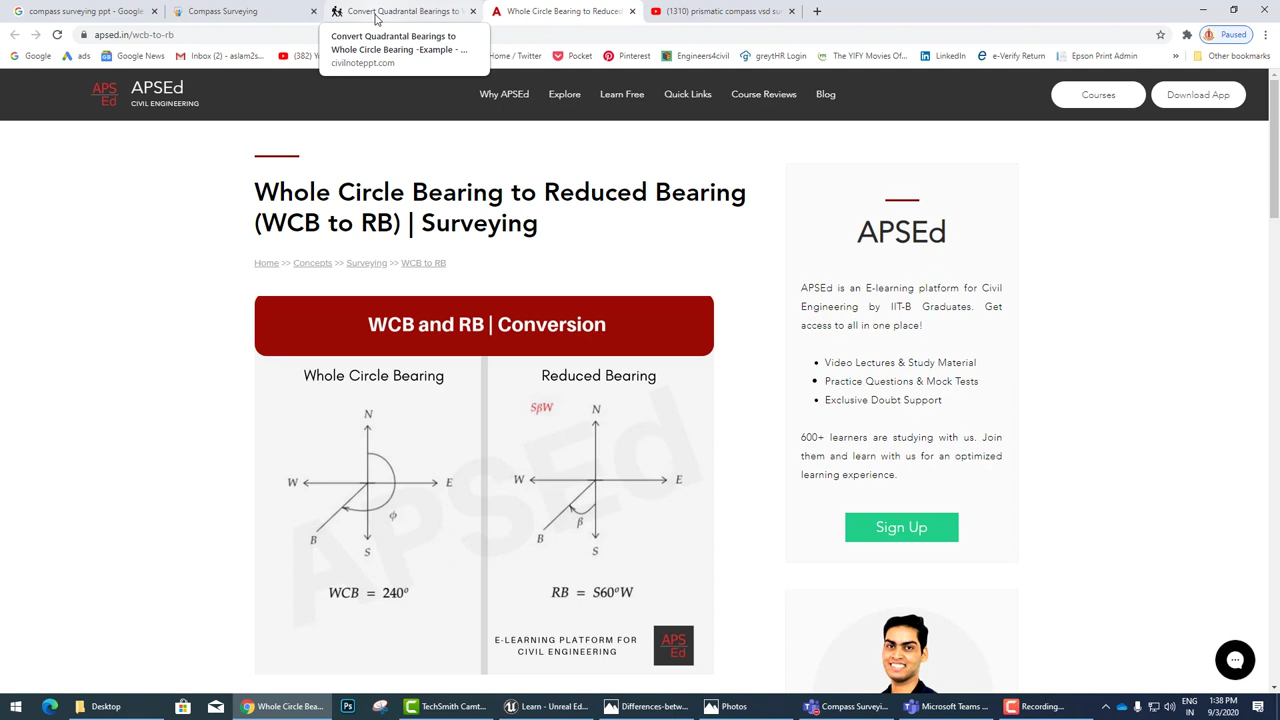 compass surveying ppt - Google
Compass Surveying
Convert Quadrantal Bearings to
Whole Circle Bearing to Reduced
(1310) prismatic compass vsd su
apsed.in/wcb-to-rb
Paused
Google
ads
Google News
Inbox (2) - aslam2s...
(382) Yo
Home / Twitter
Pocket
Pinterest
Engineers4civil
greytHR Login
The YIFY Movies Of...
LinkedIn
e-Verify Return
Epson Print Admin
»
Other bookmarks
Convert Quadrantal Bearings to
Whole Circle Bearing -Example - ...
civilnoteppt.com
APS
Ed
APSEd
CIVIL ENGINEERING
Why APSEd
Explore
Learn Free
Quick Links
Course Reviews
Blog
Courses
Download App
Whole Circle Bearing to Reduced Bearing
(WCB to RB) | Surveying
Home >> Concepts >> Surveying >> WCB to RB
WCB and RB | Conversion
Whole Circle Bearing
N
W
E
ϕ
B
S
WCB = 240°
Reduced Bearing
SβW
N
W
E
β
B
S
RB = S60°W
APSEd
E-LEARNING PLATFORM FOR
CIVIL ENGINEERING
APS
Ed
APSEd
APSEd is an E-learning platform for Civil
Engineering by IIT-B Graduates. Get
access to all in one place!
• Video Lectures & Study Material
• Practice Questions & Mock Tests
• Exclusive Doubt Support
600+ learners are studying with us. Join
them and learn with us for an optimized
learning experience.
Sign Up
Desktop
Whole Circle Bea...
Ps
TechSmith Camt...
Learn - Unreal Ed...
Differences-betw...
Photos
Compass Surveyi...
Microsoft Teams ...
Recording...
ENG
IN
1:38 PM
9/3/2020